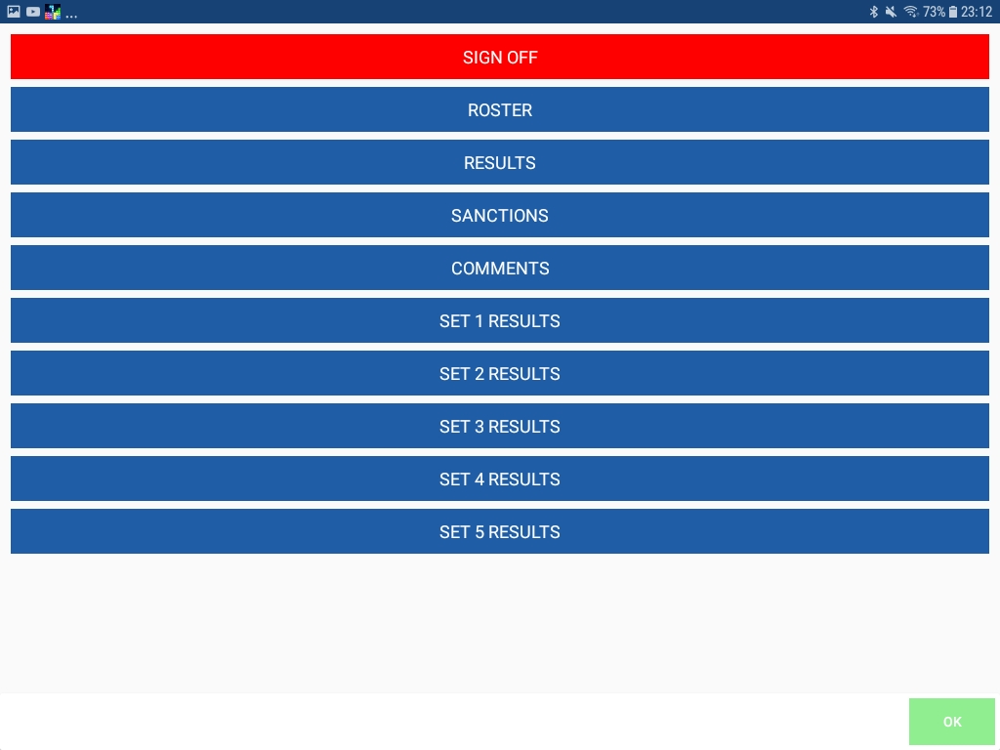 ... 73% 23:12
SIGN OFF
ROSTER
RESULTS
SANCTIONS
COMMENTS
SET 1 RESULTS
SET 2 RESULTS
SET 3 RESULTS
SET 4 RESULTS
SET 5 RESULTS
OK